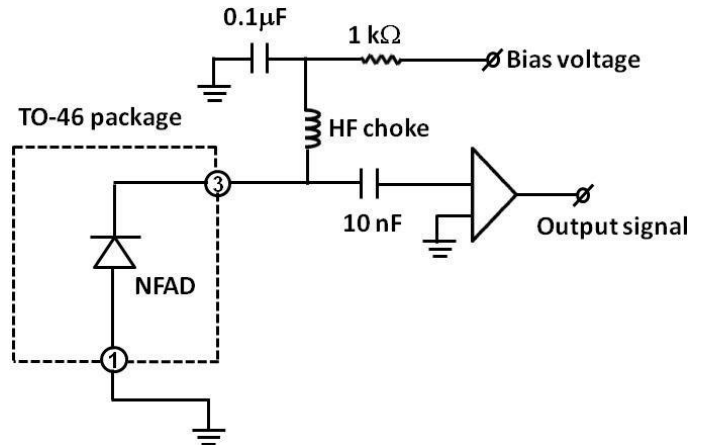 0.1μF
1 kΩ
Bias voltage
TO-46 package
HF choke
3
10 nF
Output signal
NFAD
1